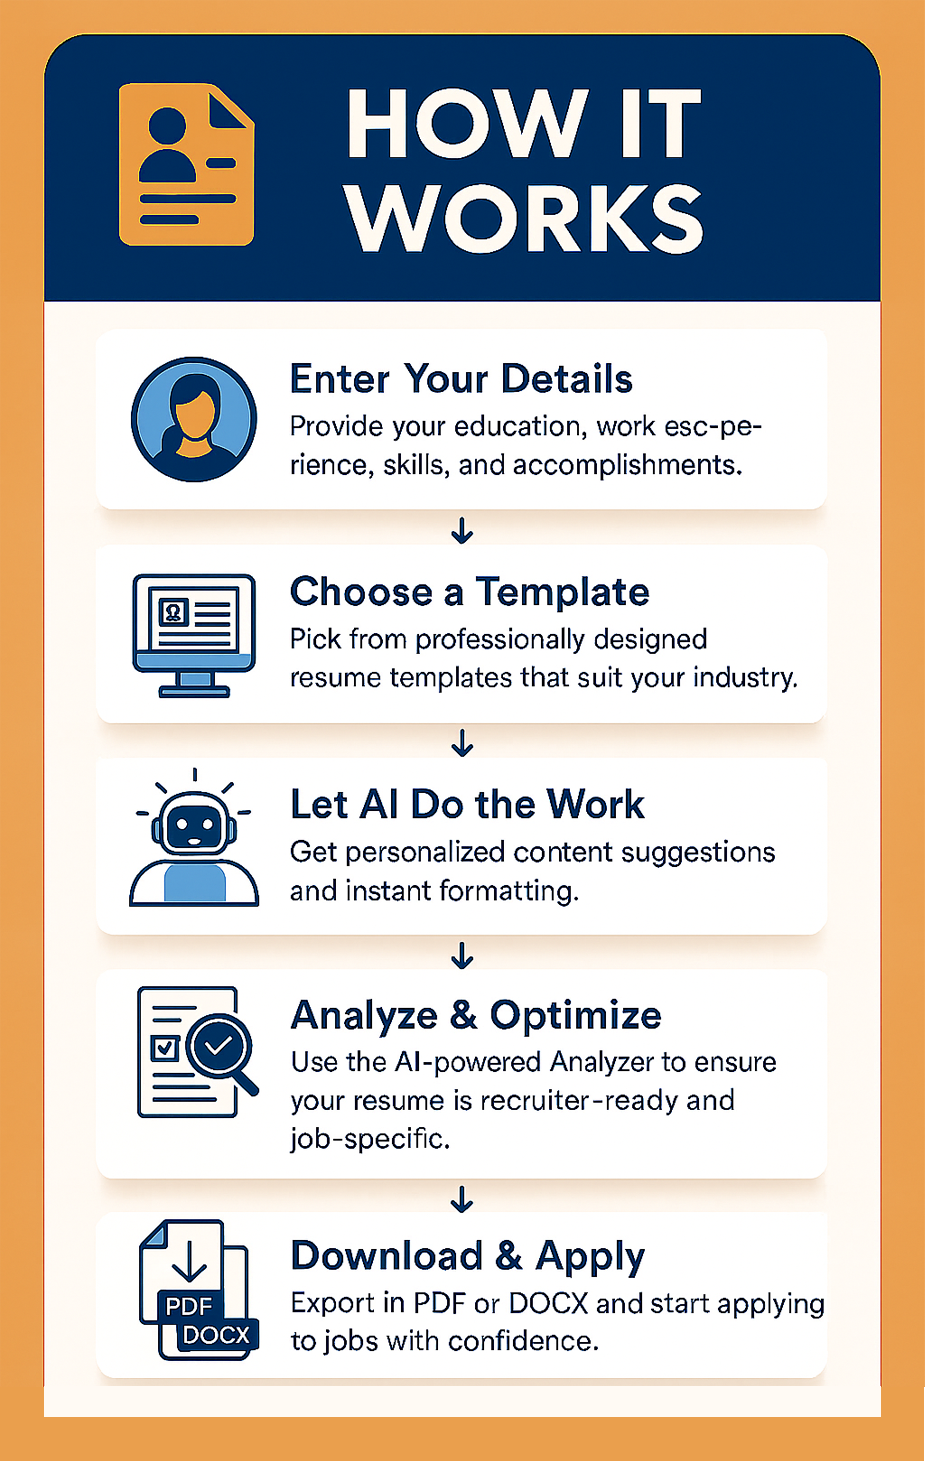 HOW IT
WORKS
Enter Your Details
Provide your education, work esc-pe-
rience, skills, and accomplishments.
Choose a Template
Pick from professionally designed
resume templates that suit your industry.
Let AI Do the Work
Get personalized content suggestions
and instant formatting.
Analyze & Optimize
Use the AI-powered Analyzer to ensure
your resume is recruiter-ready and
job-specific.
PDF
DOCX
Download & Apply
Export in PDF or DOCX and start applying
to jobs with confidence.